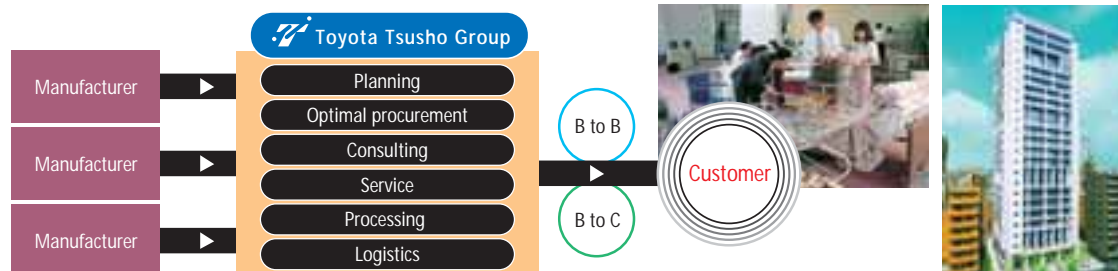 Toyota Tsusho Group
Manufacturer
Manufacturer
Manufacturer
Planning
Optimal procurement
Consulting
Service
Processing
Logistics
B to B
B to C
Customer